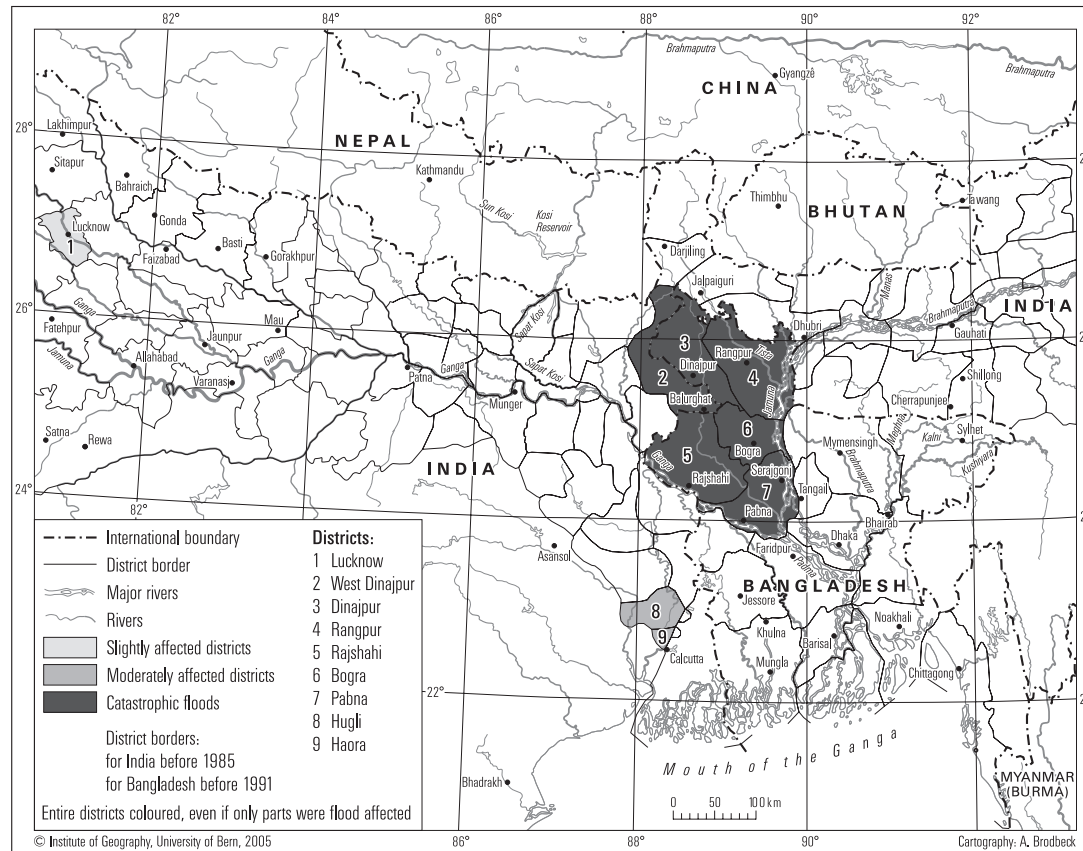 82°
84°
86°
88°
90°
92°
Brahmaputra
Brahmaputra
Gyangzê
CHINA
28°
Lakhimpur
NEPAL
Sitapur
Bahraich
Kathmandu
Thimbhu
Tawang
BHUTAN
Sun Kosi
Kosi
Reservoir
Lucknow
1
Gonda
Faizabad
Basti
Gorakhpur
Darjiling
Jalpaiguri
Manas
INDIA
26°
Fatehpur
Ganga
Jaunpur
Mau
Sapat Kosi
Dhubri
Brahmaputra
Gauhati
Jamuna
Allahabad
Varanasi
Ganga
Patna
Ganga
Sapat Kosi
Munger
3
Dinajpur
2
Rangpur
Tista
4
Jamuna
Shillong
Cherrapunjee
Balurghat
Satna
Rewa
INDIA
6
Bogra
5
Ganga
Rajshahi
Serajgonj
7
Pabna
Mymensingh
Brahmaputra
Meghna
Kalni
Sylhet
Kushiyara
24°
82°
Tangail
Bhairab
Dhaka
Asansol
Faridpur
Padma
BANGLADESH
8
9
Calcutta
Jessore
Khulna
Mungla
Barisal
Noakhali
Chittagong
22°
Mouth of the Ganga
Bhadrakh
MYANMAR
(BURMA)
0 50 100 km
86°
88°
90°
92°
International boundary
District border
Major rivers
Rivers
Slightly affected districts
Moderately affected districts
Catastrophic floods
District borders:
for India before 1985
for Bangladesh before 1991
Entire districts coloured, even if only parts were flood affected
Districts:
1 Lucknow
2 West Dinajpur
3 Dinajpur
4 Rangpur
5 Rajshahi
6 Bogra
7 Pabna
8 Hugli
9 Haora
© Institute of Geography, University of Bern, 2005
Cartography: A. Brodbeck